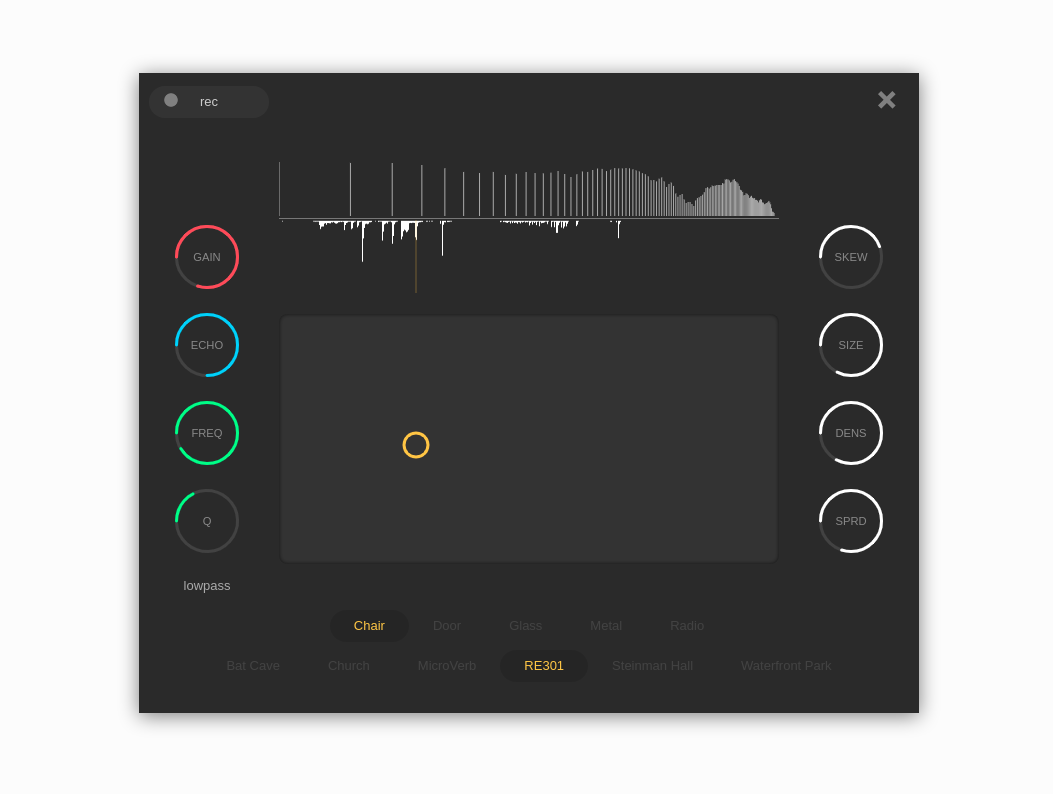 rec
GAIN
SKEW
ECHO
SIZE
FREQ
DENS
Q
SPRD
lowpass
Chair Door Glass Metal Radio
Bat Cave Church MicroVerb RE301 Steinman Hall Waterfront Park